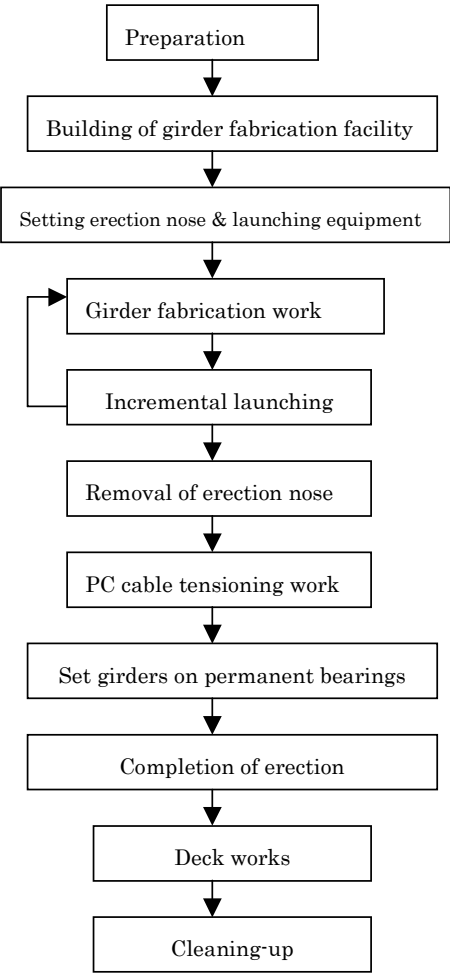 Preparation
Building of girder fabrication facility
Setting erection nose & launching equipment
Girder fabrication work
Incremental launching
Removal of erection nose
PC cable tensioning work
Set girders on permanent bearings
Completion of erection
Deck works
Cleaning-up